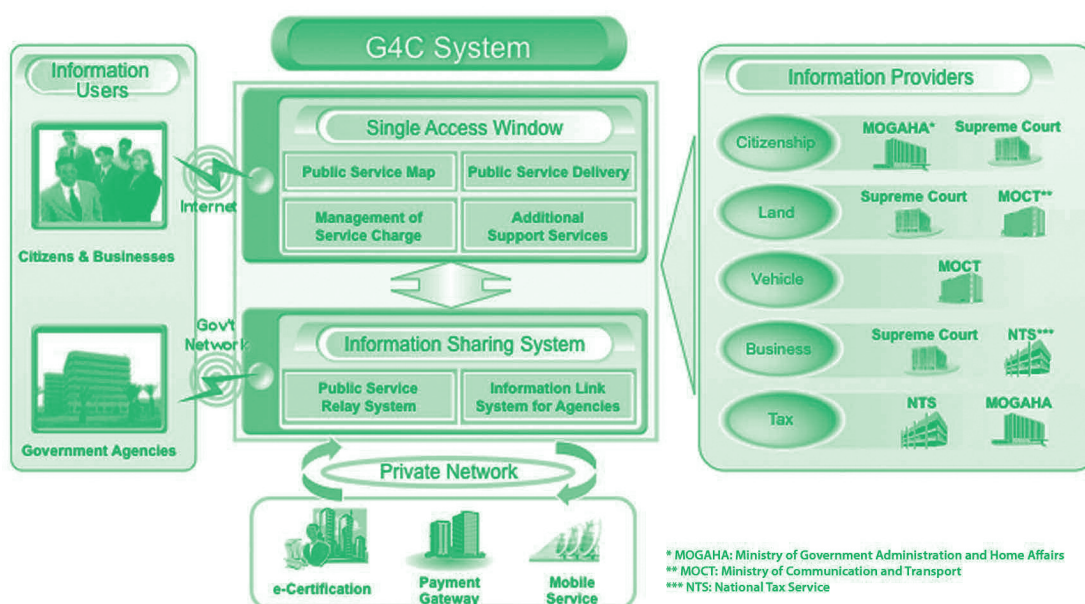 G4C System
Information
Users
Citizens & Businesses
Government Agencies
Internet
Gov't
Network
Single Access Window
Public Service Map
Public Service Delivery
Management of
Service Charge
Additional
Support Services
Information Sharing System
Public Service
Relay System
Information Link
System for Agencies
Private Network
e-Certification
Payment
Gateway
Mobile
Service
Information Providers
Citizenship
MOGAHA*
Supreme Court
Land
Supreme Court
MOCT**
Vehicle
MOCT
Business
Supreme Court
NTS***
Tax
NTS
MOGAHA
* MOGAHA: Ministry of Government Administration and Home Affairs
** MOCT: Ministry of Communication and Transport
*** NTS: National Tax Service